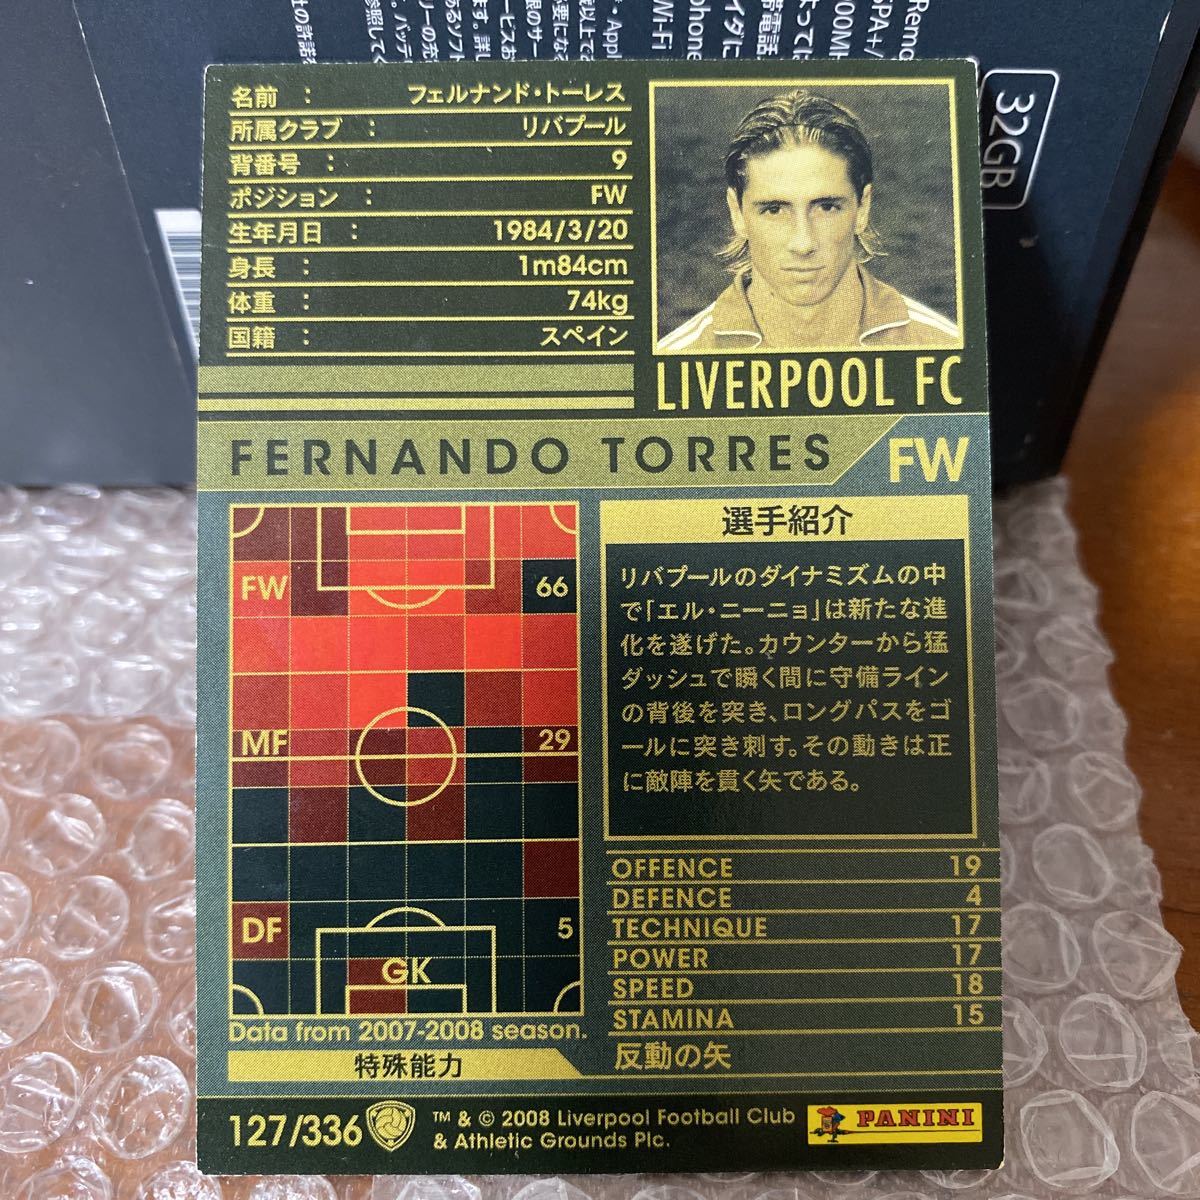 32GB
名前 : フェルナンド・トーレス
所属クラブ : リバプール
背番号 : 9
ポジション : FW
生年月日 : 1984/3/20
身長 : 1m84cm
体重 : 74kg
国籍 : スペイン
LIVERPOOL FC
FERNANDO TORRES FW
FW 66
MF 29
DF 5
GK
Data from 2007-2008 season.
選手紹介
リバプールのダイナミズムの中
で「エル・ニーニョ」は新たな進
化を遂げた。カウンターから猛
ダッシュで瞬く間に守備ライン
の背後を突き、ロングパスをゴ
ールに突き刺す。その動きは正
に敵陣を貫く矢である。
OFFENCE 19
DEFENCE 4
TECHNIQUE 17
POWER 17
SPEED 18
STAMINA 15
特殊能力 反動の矢
127/336
™ & © 2008 Liverpool Football Club
& Athletic Grounds Plc.
PANINI